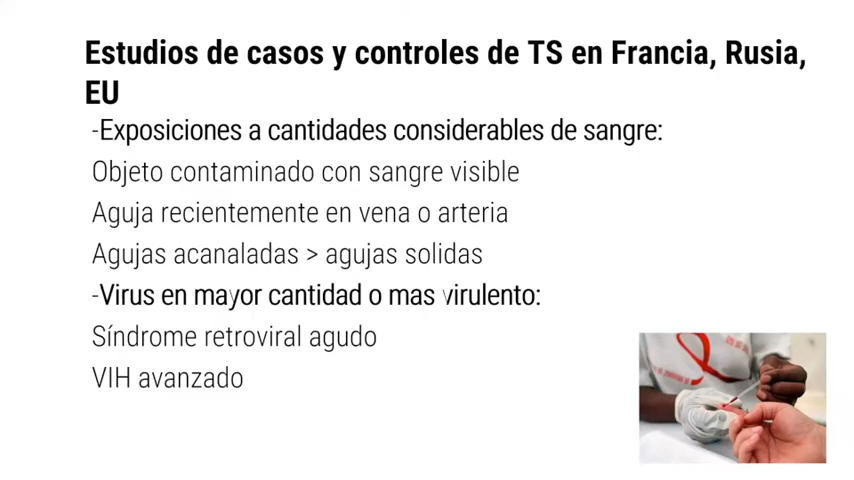 Estudios de casos y controles de TS en Francia, Rusia,
EU
-Exposiciones a cantidades considerables de sangre:
Objeto contaminado con sangre visible
Aguja recientemente en vena o arteria
Agujas acanaladas > agujas solidas
-Virus en mayor cantidad o mas virulento:
Síndrome retroviral agudo
VIH avanzado